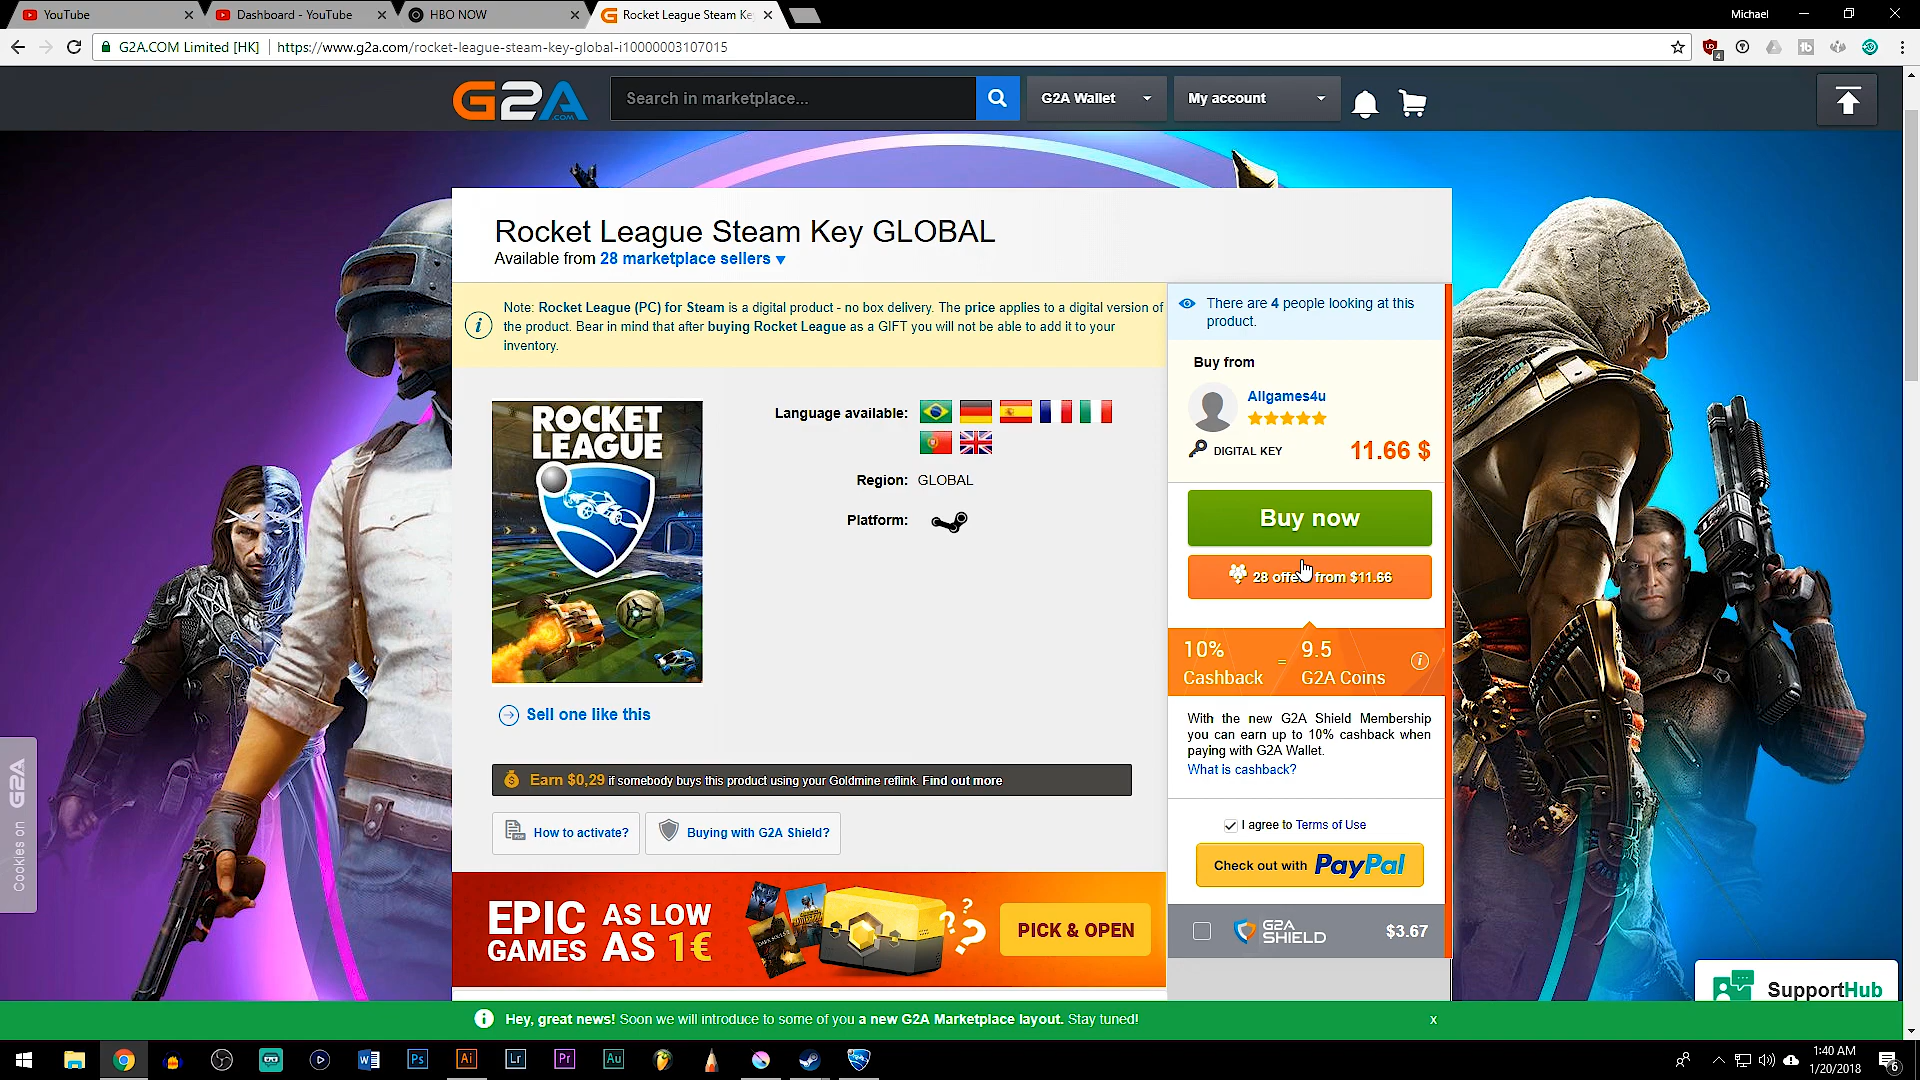 YouTube
Dashboard - YouTube
HBO NOW
Rocket League Steam Ke
Michael
G2A.COM Limited [HK]
https://www.g2a.com/rocket-league-steam-key-global-i10000003107015
4
G2A.COM
Search in marketplace...
G2A Wallet
My account
Rocket League Steam Key GLOBAL
Available from 28 marketplace sellers
Note: Rocket League (PC) for Steam is a digital product - no box delivery. The price applies to a digital version of
the product. Bear in mind that after buying Rocket League as a GIFT you will not be able to add it to your
inventory.
There are 4 people looking at this
product.
Buy from
Allgames4u
DIGITAL KEY
11.66 $
ROCKET
LEAGUE
Language available:
Region: GLOBAL
Platform:
Buy now
28 from $11.66
10%
Cashback
=
9.5
G2A Coins
Sell one like this
With the new G2A Shield Membership
you can earn up to 10% cashback when
paying with G2A Wallet.
What is cashback?
Earn $0,29 if somebody buys this product using your Goldmine reflink. Find out more
How to activate?
Buying with G2A Shield?
I agree to Terms of Use
Check out with PayPal
G2A
SHIELD
$3.67
Cookies on G2A
EPIC
GAMES
AS LOW
AS 1€
???
PICK & OPEN
SupportHub
Hey, great news! Soon we will introduce to some of you a new G2A Marketplace layout. Stay tuned!
x
Ps
Ai
Lr
Pr
Au
1:40 AM
1/20/2018
6